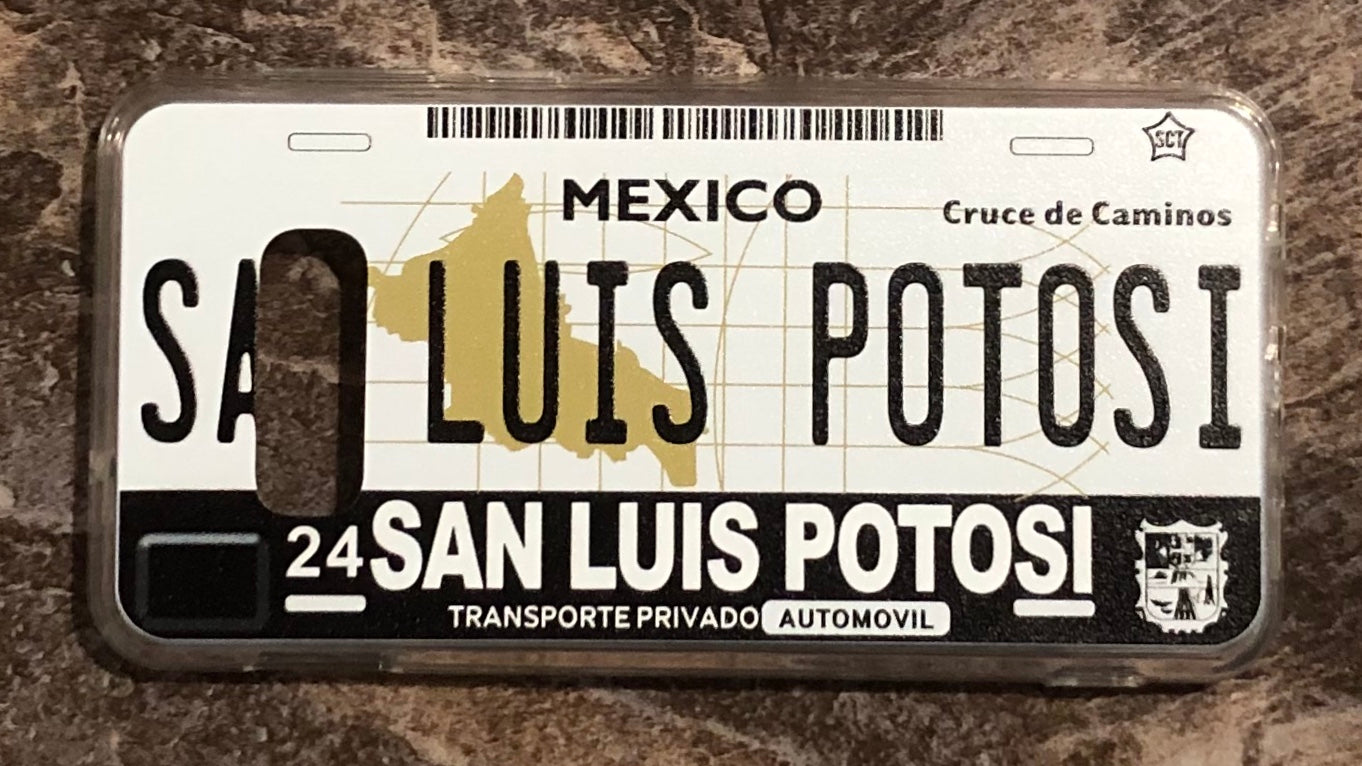 SCT
MEXICO
Cruce de Caminos
SA LUIS POTOSI
24 SAN LUIS POTOSI
TRANSPORTE PRIVADO AUTOMOVIL